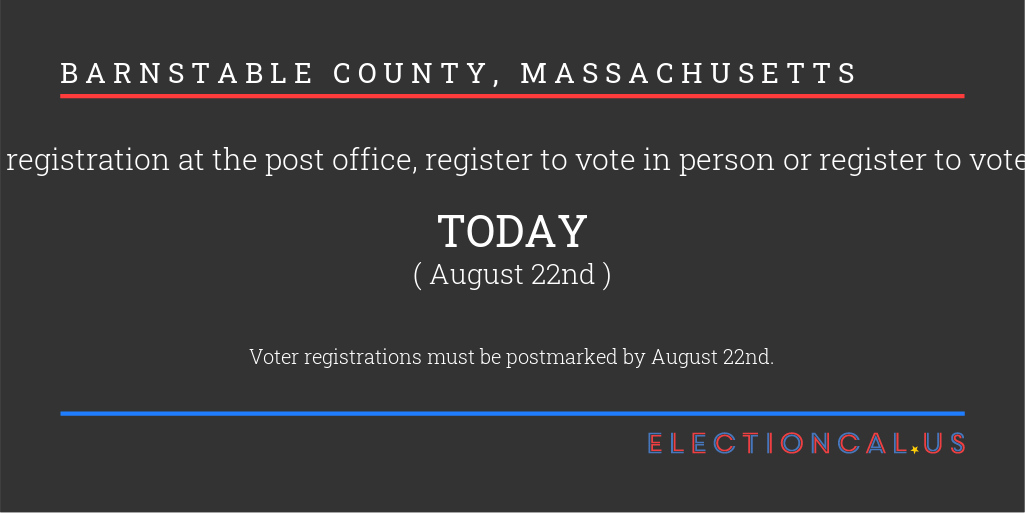 BARNSTABLE COUNTY, MASSACHUSETTS
registration at the post office, register to vote in person or register to vote
TODAY
( August 22nd )
Voter registrations must be postmarked by August 22nd.
ELECTIONCAL.US